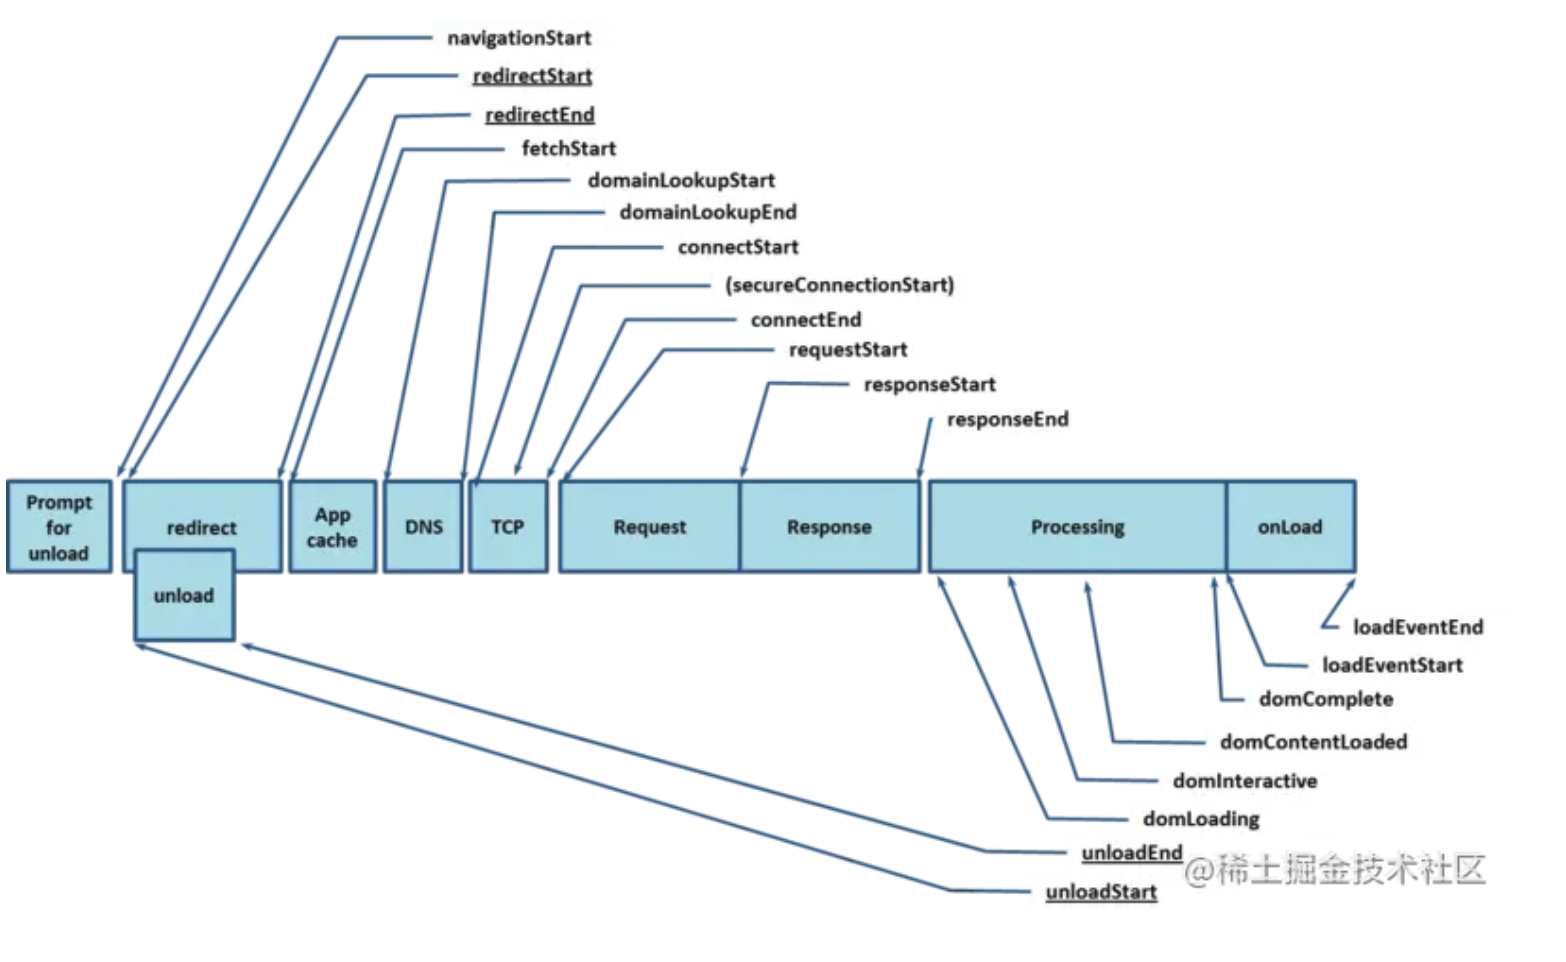 navigationStart
redirectStart
redirectEnd
fetchStart
domainLookupStart
domainLookupEnd
connectStart
(secureConnectionStart)
connectEnd
requestStart
responseStart
responseEnd
Prompt
for
unload
redirect
unload
App
cache
DNS
TCP
Request
Response
Processing
onLoad
loadEventEnd
loadEventStart
domComplete
domContentLoaded
domInteractive
domLoading
unloadEnd
unloadStart
@稀土掘金技术社区